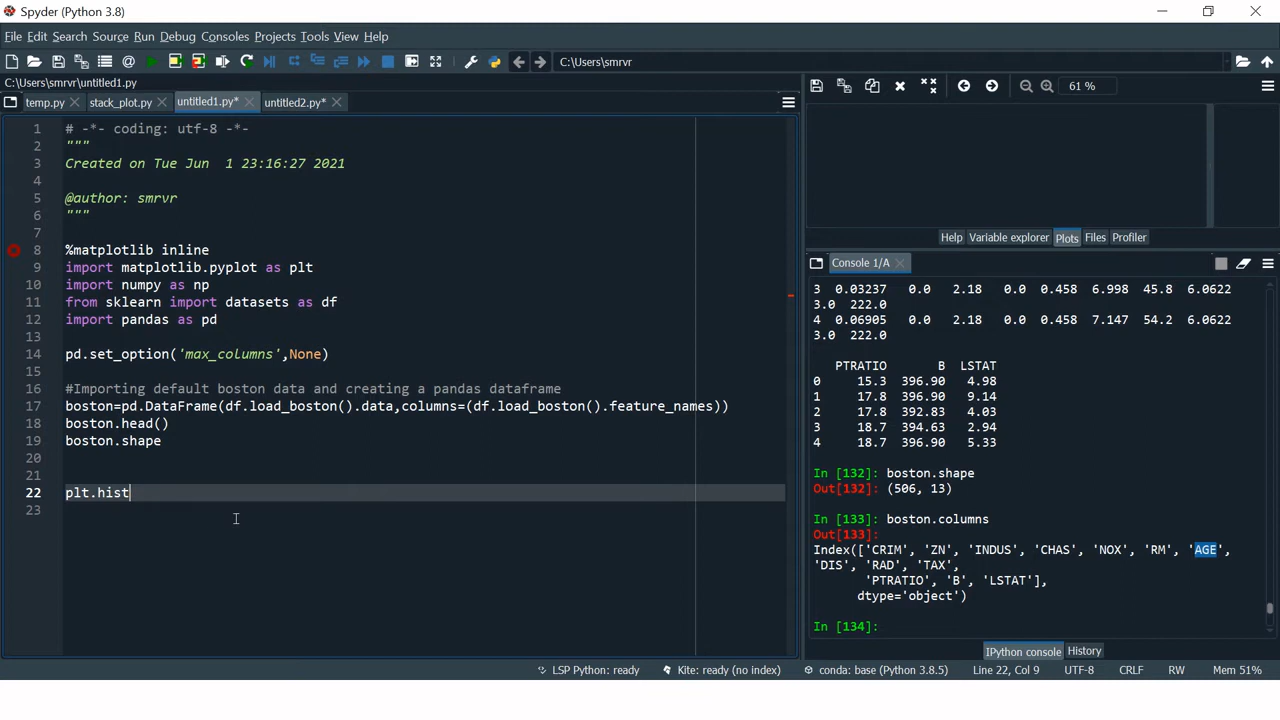 Spyder (Python 3.8)
File Edit Search Source Run Debug Consoles Projects Tools View Help
C:\Users\smrvr
C:\Users\smrvr\untitled1.py
temp.py stack_plot.py untitled1.py* untitled2.py*
61 %
1 # -*- coding: utf-8 -*-
2 """
3 Created on Tue Jun  1 23:16:27 2021
4
5 @author: smrvr
6 """
7
8 %matplotlib inline
9 import matplotlib.pyplot as plt
10 import numpy as np
11 from sklearn import datasets as df
12 import pandas as pd
13
14 pd.set_option('max_columns',None)
15
16 #Importing default boston data and creating a pandas dataframe
17 boston=pd.DataFrame(df.load_boston().data,columns=(df.load_boston().feature_names))
18 boston.head()
19 boston.shape
20
21
22 plt.hist
23
Help Variable explorer Plots Files Profiler
Console 1/A
3 0.03237 0.0 2.18 0.0 0.458 6.998 45.8 6.0622
3.0 222.0
4 0.06905 0.0 2.18 0.0 0.458 7.147 54.2 6.0622
3.0 222.0
PTRATIO B LSTAT
0 15.3 396.90 4.98
1 17.8 396.90 9.14
2 17.8 392.83 4.03
3 18.7 394.63 2.94
4 18.7 396.90 5.33
In [132]: boston.shape
Out[132]: (506, 13)
In [133]: boston.columns
Out[133]:
Index(['CRIM', 'ZN', 'INDUS', 'CHAS', 'NOX', 'RM', 'AGE',
'DIS', 'RAD', 'TAX',
'PTRATIO', 'B', 'LSTAT'],
dtype='object')
In [134]:
IPython console History
LSP Python: ready Kite: ready (no index) conda: base (Python 3.8.5) Line 22, Col 9 UTF-8 CRLF RW Mem 51%